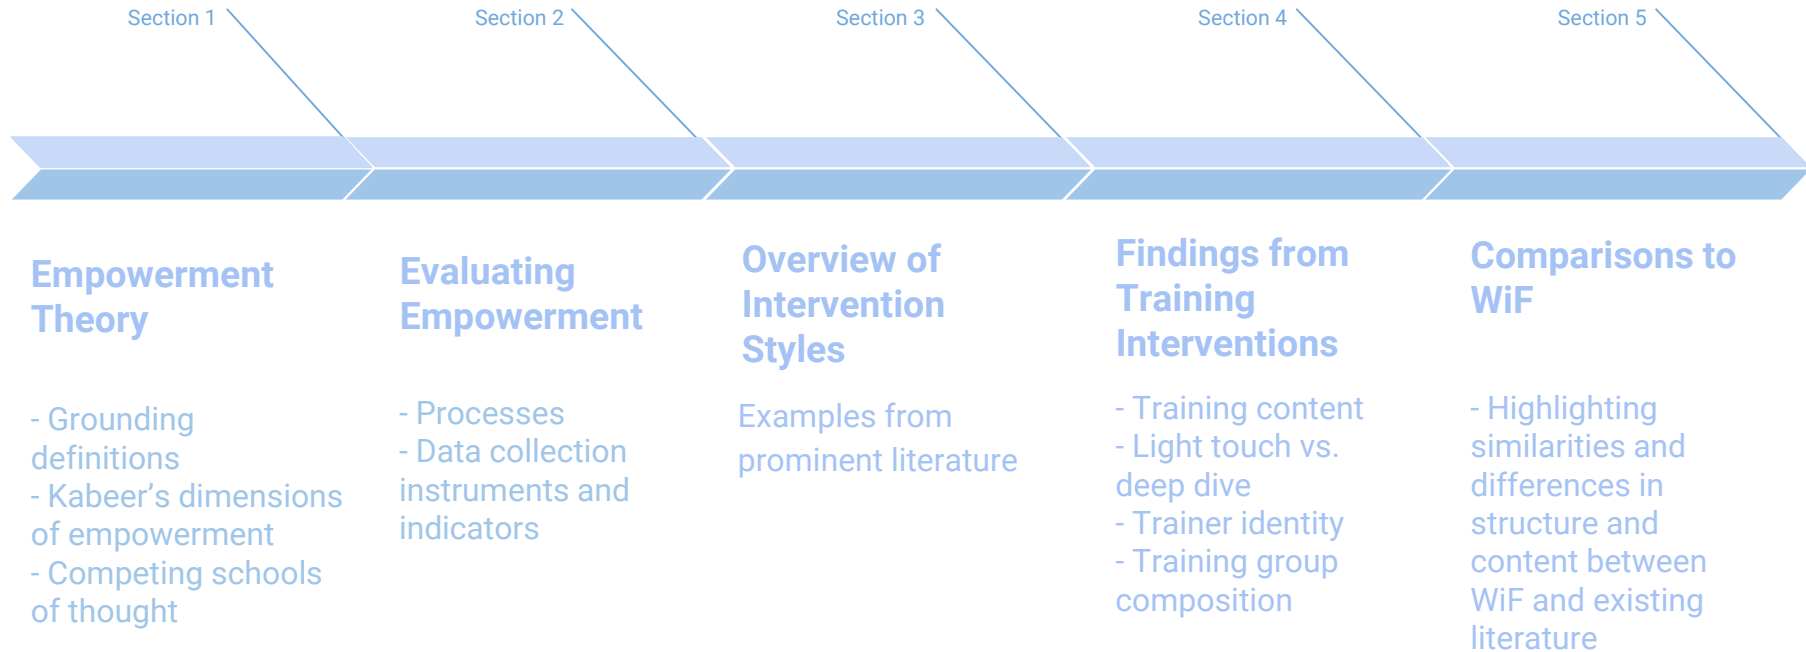 Section 1
Section 2
Section 3
Section 4
Section 5
Empowerment
Theory
- Grounding
definitions
- Kabeer’s dimensions
of empowerment
- Competing schools
of thought
Evaluating
Empowerment
- Processes
- Data collection
instruments and
indicators
Overview of
Intervention
Styles
Examples from
prominent literature
Findings from
Training
Interventions
- Training content
- Light touch vs.
deep dive
- Trainer identity
- Training group
composition
Comparisons to
WiF
- Highlighting
similarities and
differences in
structure and
content between
WiF and existing
literature